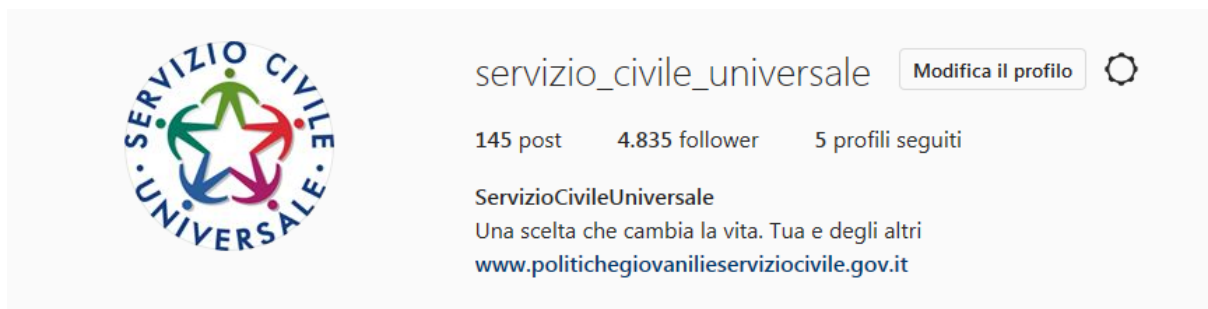 SERVIZIO CIVILE
UNIVERSALE
servizio_civile_universale Modifica il profilo
145 post 4.835 follower 5 profili seguiti
ServizioCivileUniversale
Una scelta che cambia la vita. Tua e degli altri
www.politichegiovanilieserviziocivile.gov.it